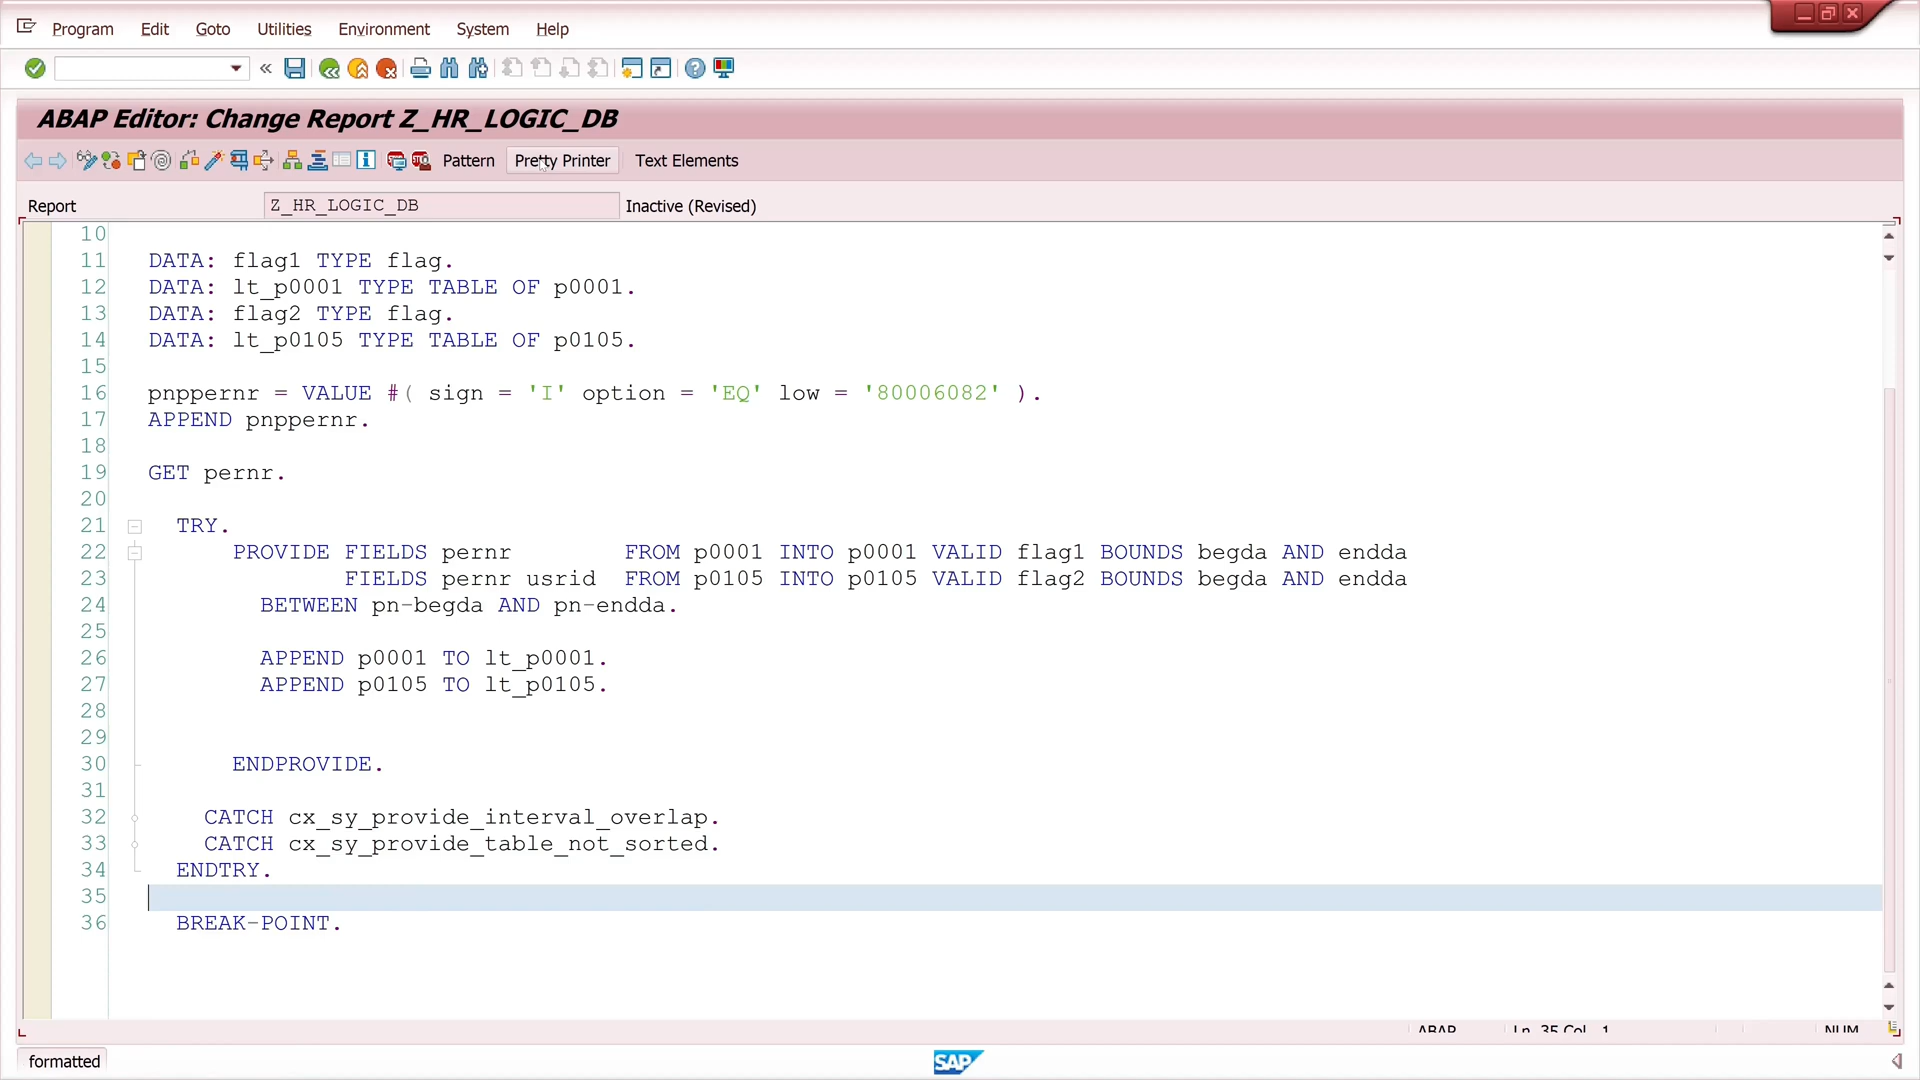 Program Edit Goto Utilities Environment System Help
ABAP Editor: Change Report Z_HR_LOGIC_DB
Pattern Pretty Printer Text Elements
Report Z_HR_LOGIC_DB Inactive (Revised)
10
11 DATA: flag1 TYPE flag.
12 DATA: lt_p0001 TYPE TABLE OF p0001.
13 DATA: flag2 TYPE flag.
14 DATA: lt_p0105 TYPE TABLE OF p0105.
15
16 pnppernr = VALUE #( sign = 'I' option = 'EQ' low = '80006082' ).
17 APPEND pnppernr.
18
19 GET pernr.
20
21 TRY.
22 PROVIDE FIELDS pernr FROM p0001 INTO p0001 VALID flag1 BOUNDS begda AND endda
23 FIELDS pernr usrid FROM p0105 INTO p0105 VALID flag2 BOUNDS begda AND endda
24 BETWEEN pn-begda AND pn-endda.
25
26 APPEND p0001 TO lt_p0001.
27 APPEND p0105 TO lt_p0105.
28
29
30 ENDPROVIDE.
31
32 CATCH cx_sy_provide_interval_overlap.
33 CATCH cx_sy_provide_table_not_sorted.
34 ENDTRY.
35
36 BREAK-POINT.
ABAP Ln 35 Col 1 NUM
formatted SAP